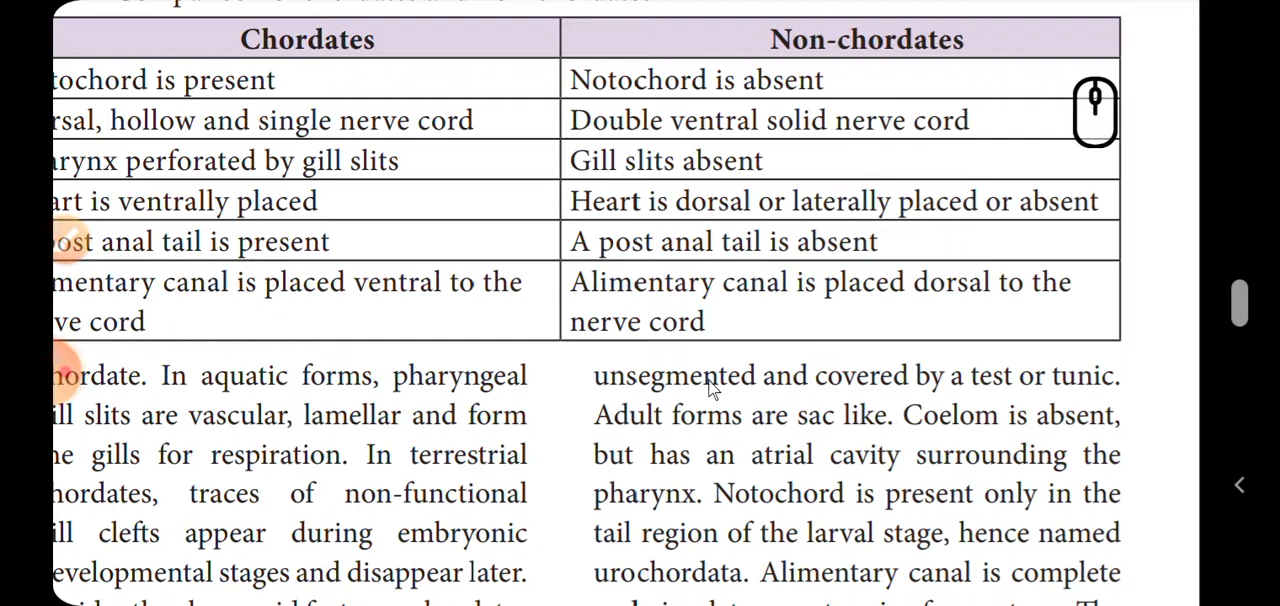 Chordates Non-chordates
tochord is present Notochord is absent
rsal, hollow and single nerve cord Double ventral solid nerve cord
arynx perforated by gill slits Gill slits absent
art is ventrally placed Heart is dorsal or laterally placed or absent
post anal tail is present A post anal tail is absent
mentary canal is placed ventral to the
ve cord
Alimentary canal is placed dorsal to the
nerve cord
hordate. In aquatic forms, pharyngeal
ill slits are vascular, lamellar and form
he gills for respiration. In terrestrial
hordates, traces of non-functional
ill clefts appear during embryonic
evelopmental stages and disappear later.
unsegmented and covered by a test or tunic.
Adult forms are sac like. Coelom is absent,
but has an atrial cavity surrounding the
pharynx. Notochord is present only in the
tail region of the larval stage, hence named
urochordata. Alimentary canal is complete